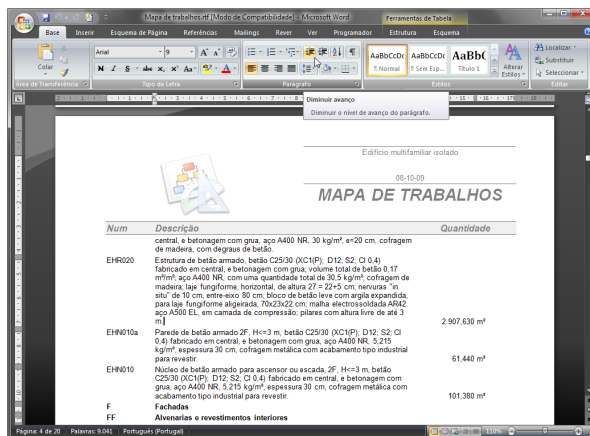 Mapa de trabalhos.rtf [Modo de Compatibilidade] - Microsoft Word
Ferramentas de Tabela
Base Inserir Esquema de Página Referências Mailings Rever Ver Programador Estrutura Esquema
Arial 9
Colar
N I S abc x₂ x² Aa A
AaBbCcDc AaBbCcDc AaBbC
¶ Normal ¶ Sem Esp... Título 1
Alterar Estilos
Localizar
Substituir
Seleccionar
Área de Transferência Tipo de Letra Parágrafo Estilos Editar
Diminuir avanço
Diminuir o nível de avanço do parágrafo.
Edifício multifamiliar isolado
08-10-09
MAPA DE TRABALHOS
Num Descrição Quantidade
central, e betonagem com grua, aço A400 NR, 30 kg/m³, e=20 cm, cofragem
de madeira, com degraus de betão.
EHR020 Estrutura de betão armado, betão C25/30 (XC1(P); D12; S2; Cl 0,4)
fabricado em central, e betonagem com grua; volume total de betão 0,17
m³/m²; aço A400 NR, com uma quantidade total de 30,5 kg/m²; cofragem de
madeira; laje fungiforme, horizontal, de altura 27 = 22+5 cm; nervuras "in
situ" de 10 cm, entre-eixo 80 cm; bloco de betão leve com argila expandida,
para laje fungiforme aligeirada, 70x23x22 cm; malha electrossoldada AR42
aço A500 EL, em camada de compressão; pilares com altura livre de até 3
m. 2.907,630 m²
EHN010a Parede de betão armado 2F, H<=3 m, betão C25/30 (XC1(P); D12; S2; Cl
0,4) fabricado em central, e betonagem com grua, aço A400 NR, 5,215
kg/m², espessura 30 cm, cofragem metálica com acabamento tipo industrial
para revestir. 61,440 m²
EHN010 Núcleo de betão armado para ascensor ou escada, 2F, H<=3 m, betão
C25/30 (XC1(P); D12; S2; Cl 0,4) fabricado em central, e betonagem com
grua, aço A400 NR, 5,215 kg/m², espessura 30 cm, cofragem metálica com
acabamento tipo industrial para revestir. 101,380 m²
F Fachadas
FF Alvenarias e revestimentos interiores
Página: 4 de 20 Palavras: 9.041 Português (Portugal) 110%